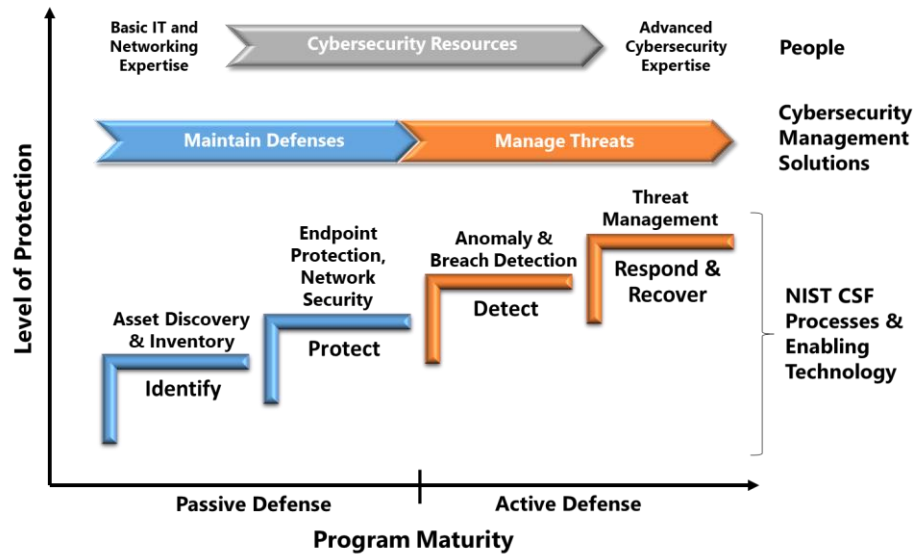 Basic IT and
Networking
Expertise
Cybersecurity Resources
Advanced
Cybersecurity
Expertise
People
Maintain Defenses
Manage Threats
Cybersecurity
Management
Solutions
Level of Protection
Asset Discovery
& Inventory
Identify
Endpoint
Protection,
Network
Security
Protect
Anomaly &
Breach Detection
Detect
Threat
Management
Respond &
Recover
NIST CSF
Processes &
Enabling
Technology
Passive Defense
Active Defense
Program Maturity